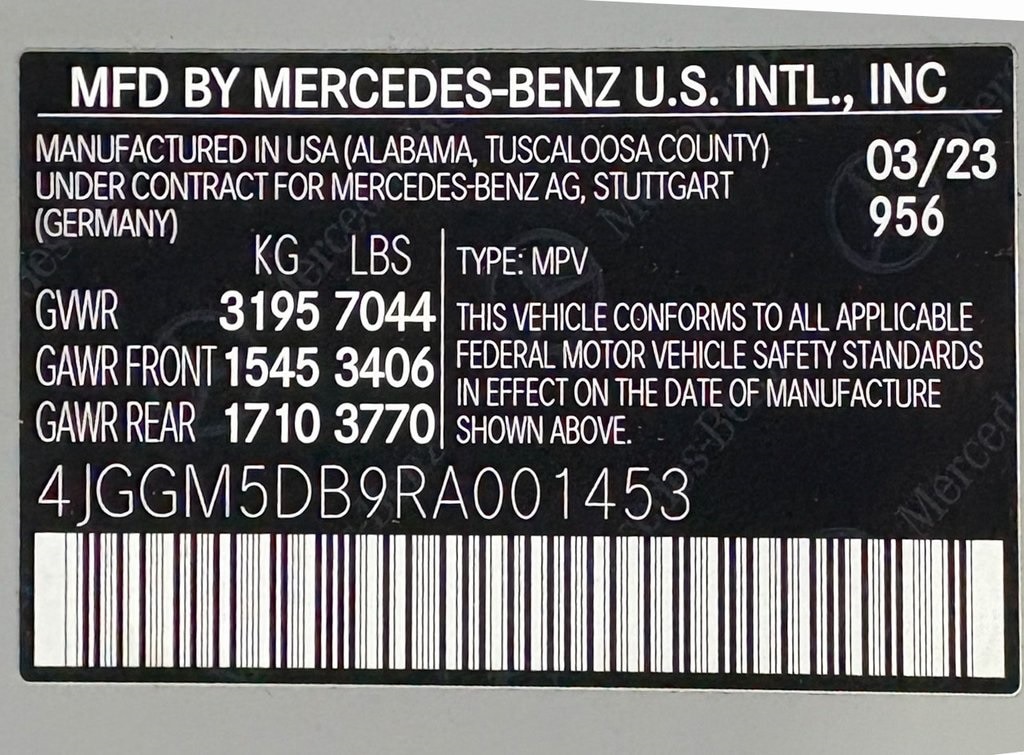 MFD BY MERCEDES-BENZ U.S. INTL., INC
MANUFACTURED IN USA (ALABAMA, TUSCALOOSA COUNTY)
UNDER CONTRACT FOR MERCEDES-BENZ AG, STUTTGART
(GERMANY)
03/23
956
KG LBS
GVWR 3195 7044
GAWR FRONT 1545 3406
GAWR REAR 1710 3770
TYPE: MPV
THIS VEHICLE CONFORMS TO ALL APPLICABLE
FEDERAL MOTOR VEHICLE SAFETY STANDARDS
IN EFFECT ON THE DATE OF MANUFACTURE
SHOWN ABOVE.
4JGGM5DB9RA001453